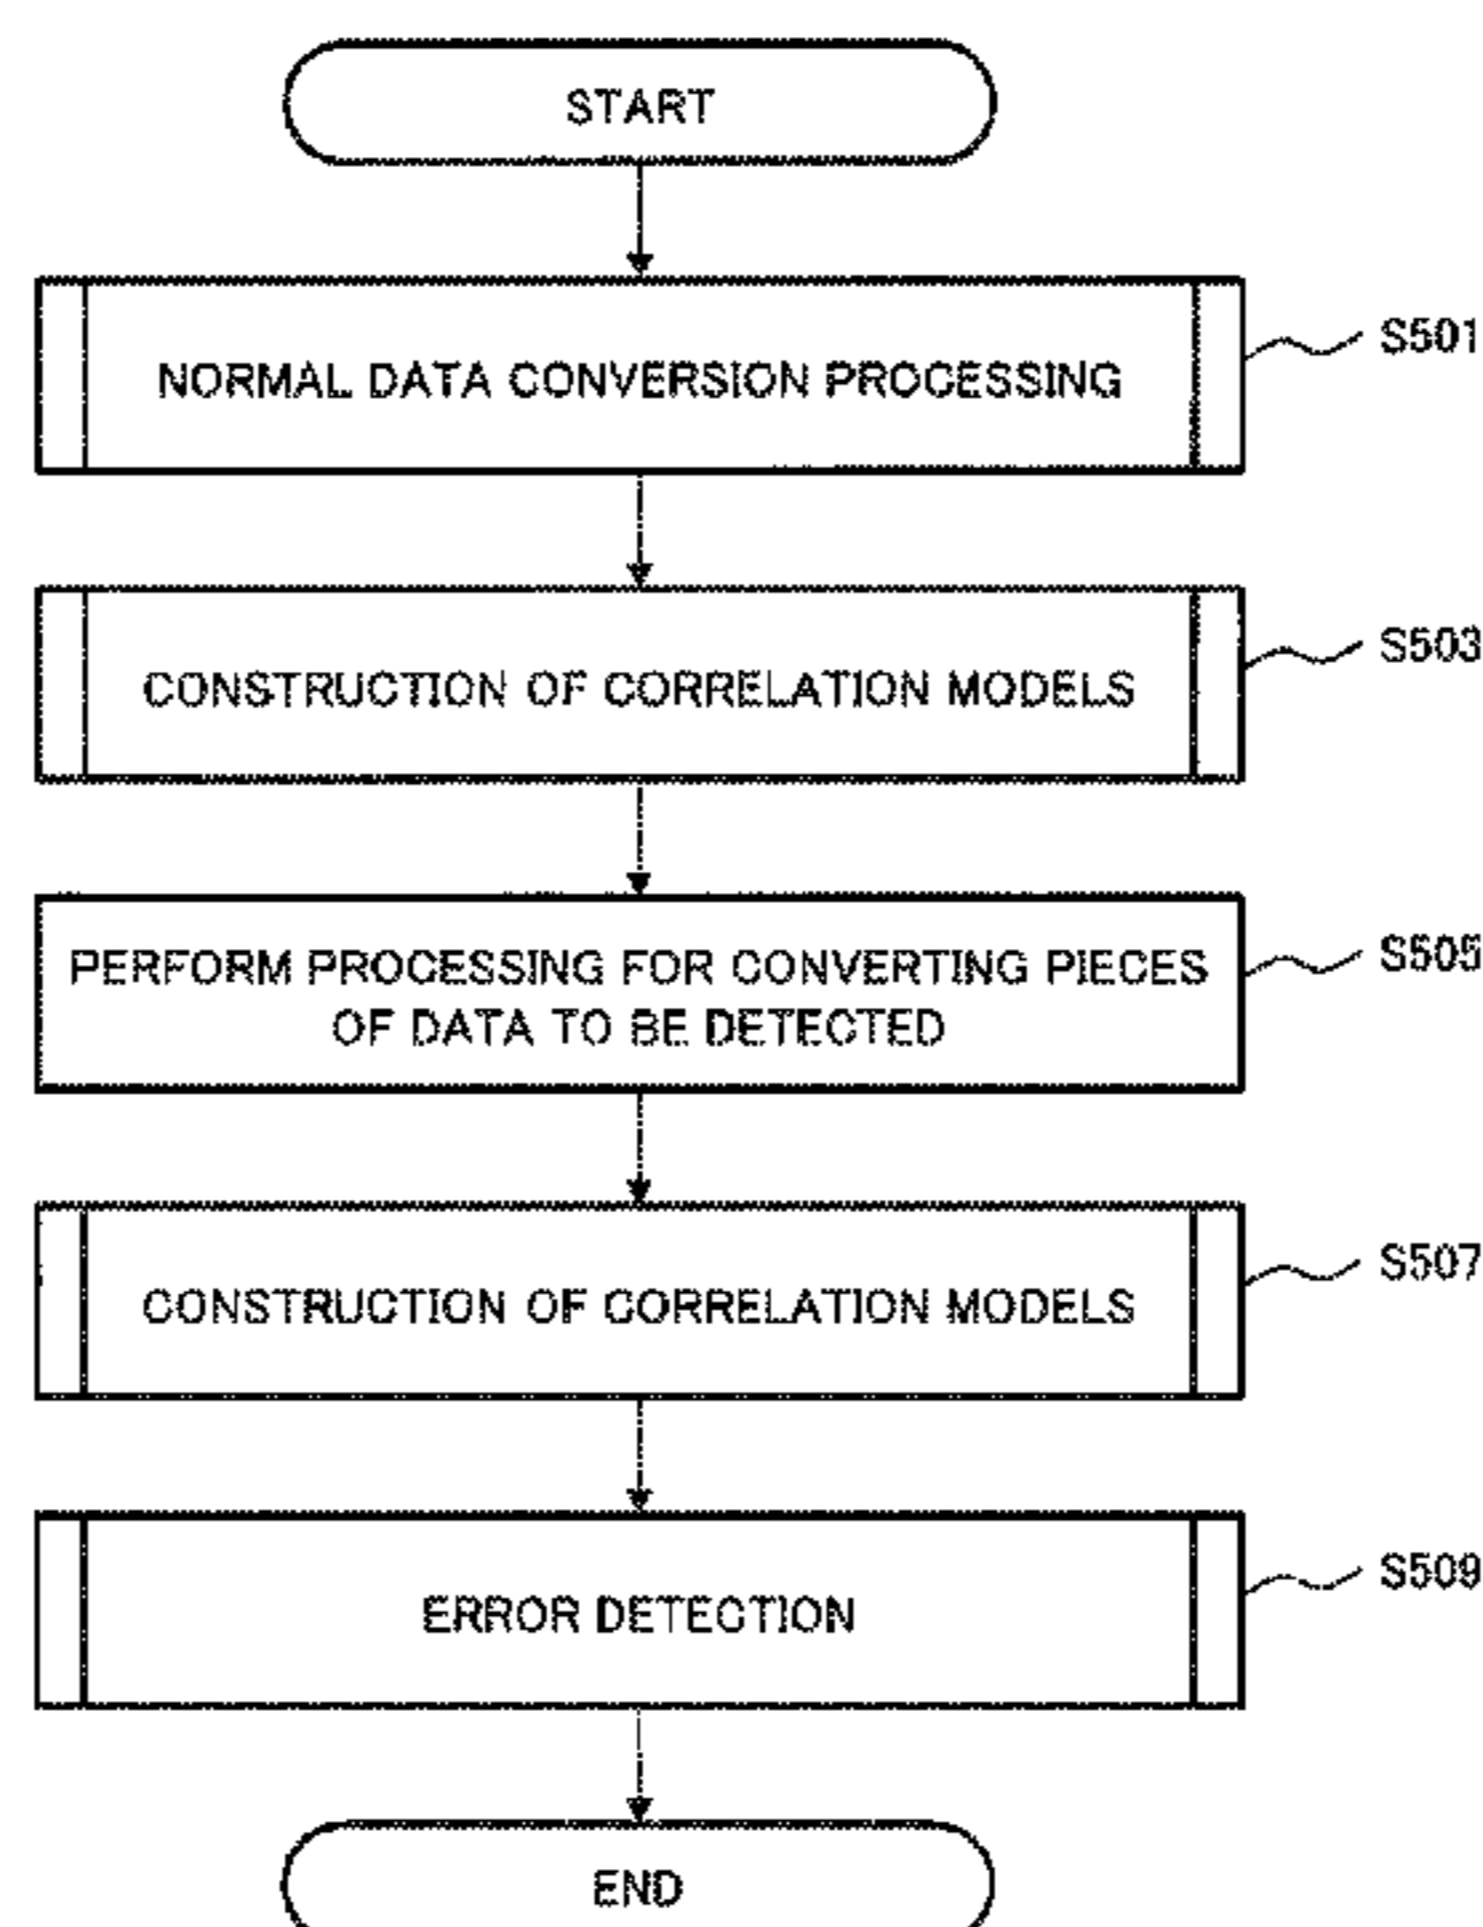 START
NORMAL DATA CONVERSION PROCESSING
S501
CONSTRUCTION OF CORRELATION MODELS
S503
PERFORM PROCESSING FOR CONVERTING PIECES
OF DATA TO BE DETECTED
S505
CONSTRUCTION OF CORRELATION MODELS
S507
ERROR DETECTION
S509
END